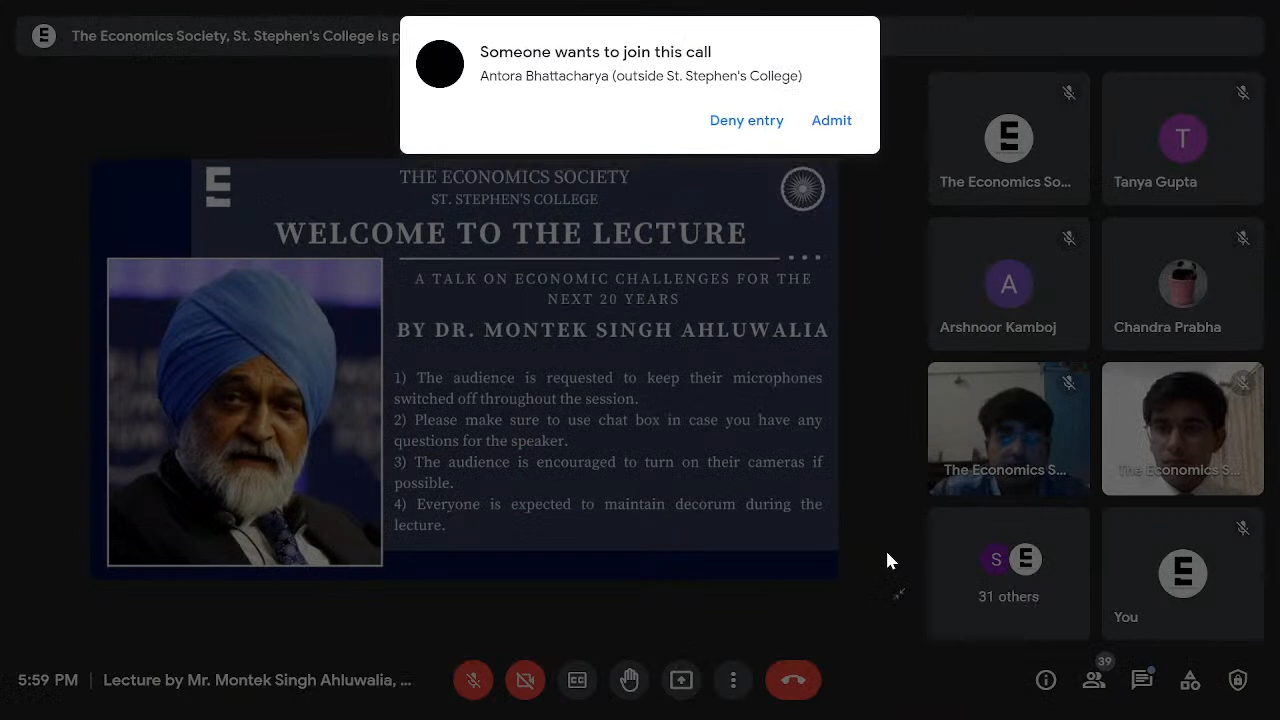 The Economics Society, St. Stephen's College is p
Someone wants to join this call
Antora Bhattacharya (outside St. Stephen's College)
Deny entry
Admit
THE ECONOMICS SOCIETY
ST. STEPHEN'S COLLEGE
WELCOME TO THE LECTURE
A TALK ON ECONOMIC CHALLENGES FOR THE
NEXT 20 YEARS
BY DR. MONTEK SINGH AHLUWALIA
1) The audience is requested to keep their microphones
switched off throughout the session.
2) Please make sure to use chat box in case you have any
questions for the speaker.
3) The audience is encouraged to turn on their cameras if
possible.
4) Everyone is expected to maintain decorum during the
lecture.
The Economics So...
T
Tanya Gupta
A
Arshnoor Kamboj
Chandra Prabha
The Economics S...
The Economics S...
S
31 others
You
5:59 PM
Lecture by Mr. Montek Singh Ahluwalia, ...
CC
39